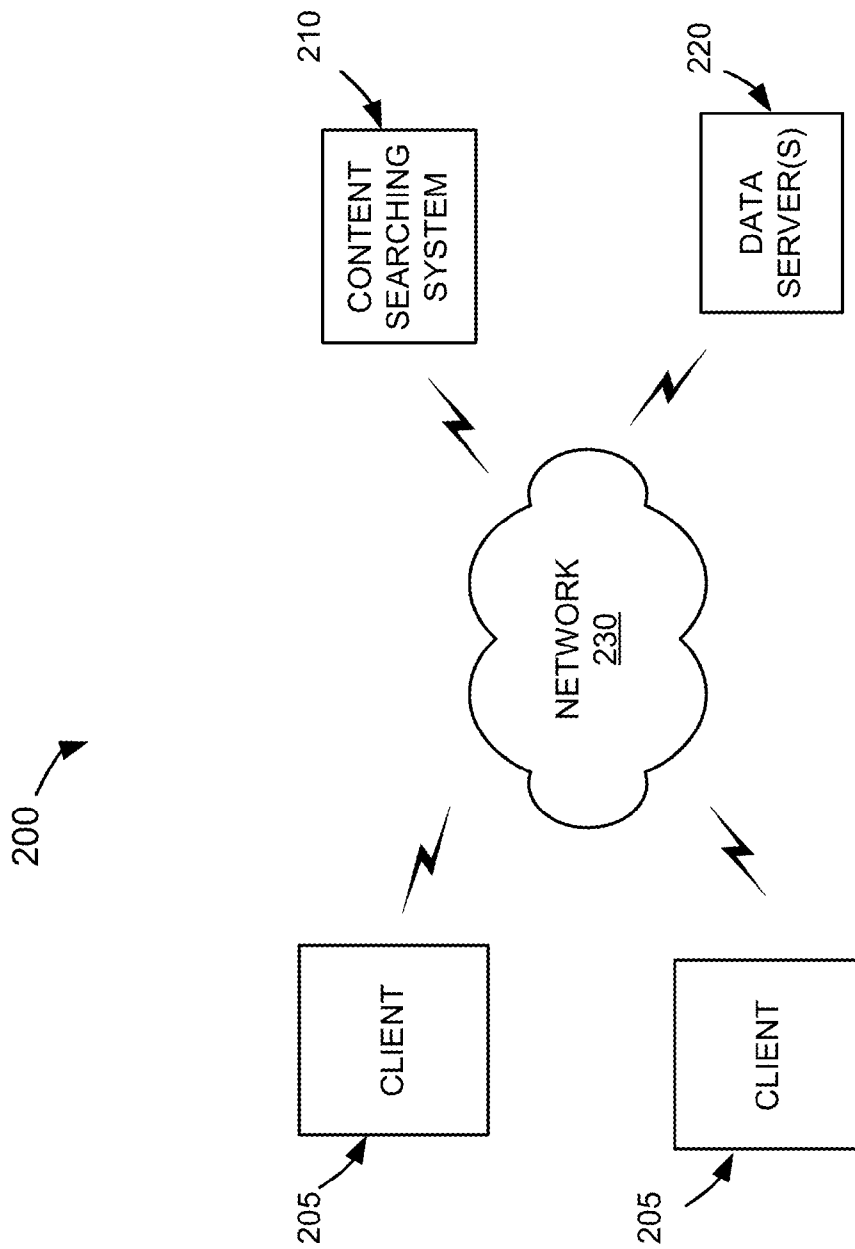 200
205
CLIENT
205
CLIENT
NETWORK
230
210
CONTENT
SEARCHING
SYSTEM
220
DATA
SERVER(S)